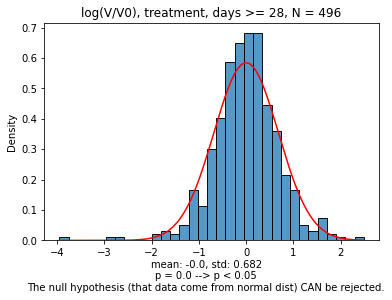 log(V/V0), treatment, days >= 28, N = 496
Density
0.7
0.6
0.5
0.4
0.3
0.2
0.1
0.0
−4 −3 −2 −1 0 1 2
mean: -0.0, std: 0.682
p = 0.0 --> p < 0.05
The null hypothesis (that data come from normal dist) CAN be rejected.